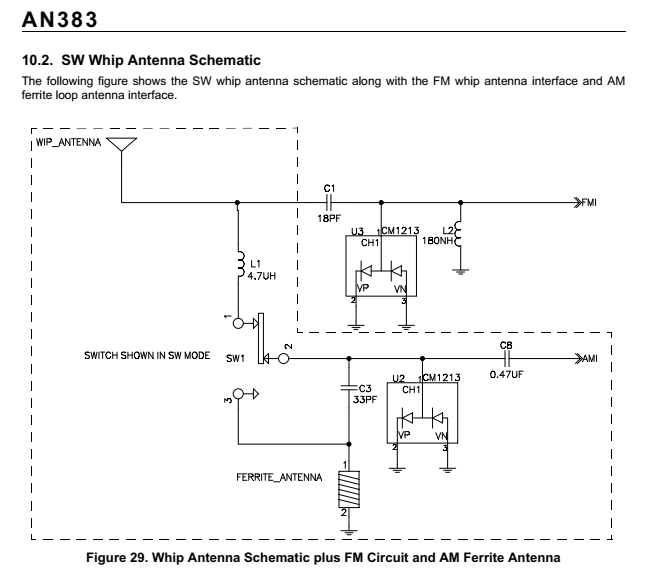 AN383
10.2. SW Whip Antenna Schematic
The following figure shows the SW whip antenna schematic along with the FM whip antenna interface and AM
ferrite loop antenna interface.
WIP_ANTENNA
C1
18PF
FMI
U3
1
CM1213
CH1
VP
VN
2
3
L2
180NH
L1
4.7UH
1
SWITCH SHOWN IN SW MODE
SW1
2
3
C3
33PF
U2
1
CM1213
CH1
VP
VN
2
3
C8
0.47UF
AMI
FERRITE_ANTENNA
1
2
Figure 29. Whip Antenna Schematic plus FM Circuit and AM Ferrite Antenna